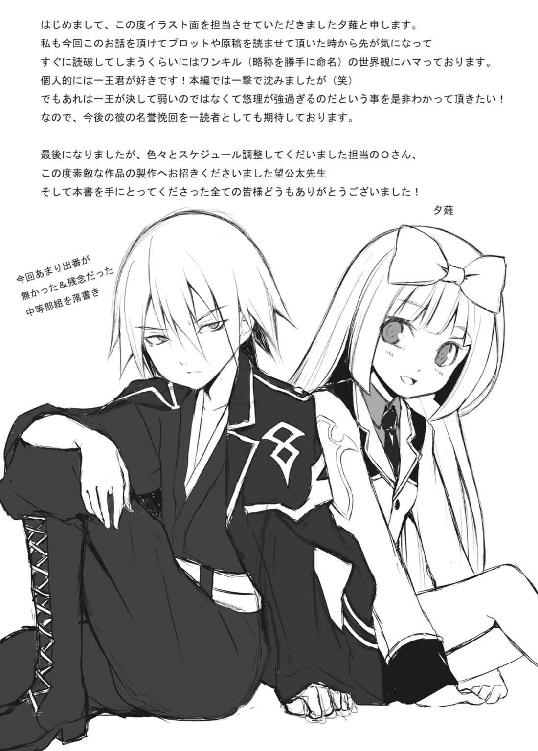 はじめまして、この度イラスト面を担当させていただきました夕薙と申します。
私も今回このお話を頂けてプロットや原稿を読ませて頂いた時から先が気になって
すぐに読破してしまうくらいにはワンキル(略称を勝手に命名)の世界観にハマっております。
個人的には一王君が好きです!本編では一撃で沈みましたが(笑)
でもあれは一王が決して弱いのではなくて悠理が強過ぎるのだという事を是非わかって頂きたい!
なので、今後の彼の名誉挽回を一読者としても期待しております。
最後になりましたが、色々とスケジュール調整してくだいました担当のOさん、
この度素敵な作品の製作へお招きくださいました望公太先生
そして本書を手にとってくださった全ての皆様どうもありがとうございました!
夕薙
今回あまり出番が
無かった&残念だった
中等部組を落書き